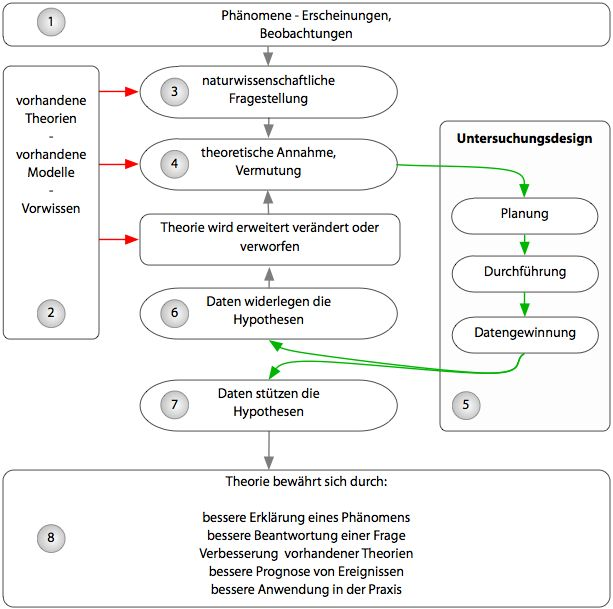 1
Phänomene - Erscheinungen,
Beobachtungen
vorhandene
Theorien
-
vorhandene
Modelle
-
Vorwissen
2
3
naturwissenschaftliche
Fragestellung
4
theoretische Annahme,
Vermutung
Theorie wird erweitert verändert oder
verworfen
6
Daten widerlegen die
Hypothesen
7
Daten stützen die
Hypothesen
Untersuchungsdesign
Planung
Durchführung
Datengewinnung
5
8
Theorie bewährt sich durch:
bessere Erklärung eines Phänomens
bessere Beantwortung einer Frage
Verbesserung vorhandener Theorien
bessere Prognose von Ereignissen
bessere Anwendung in der Praxis